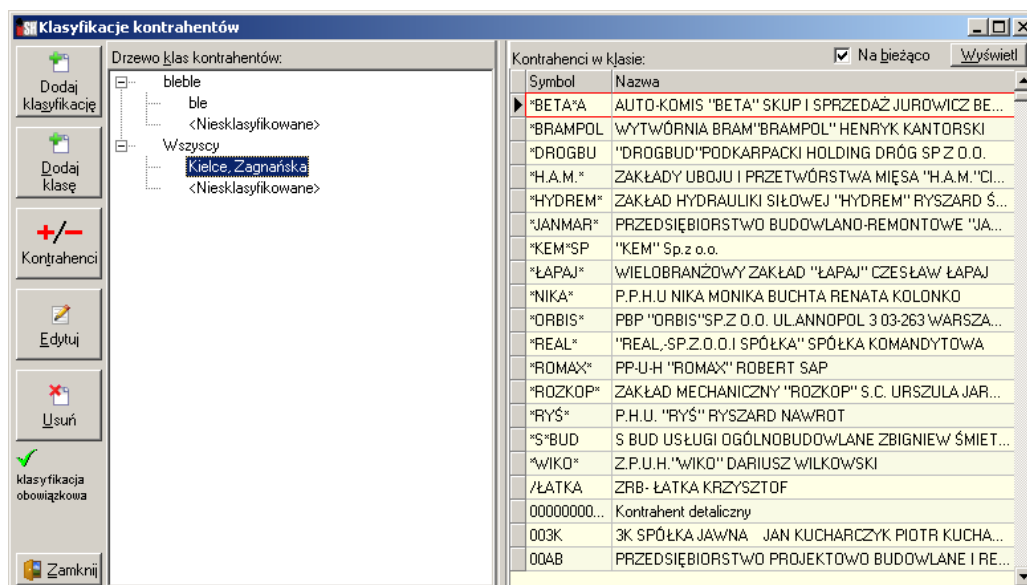 Klasyfikacje kontrahentów
Dodaj
klasyfikację
Dodaj
klasę
+/−
Kontrahenci
Edytuj
Usuń
klasyfikacja
obowiązkowa
Zamknij
Drzewo klas kontrahentów:
bleble
ble
<Niesklasyfikowane>
Wszyscy
Kielce, Zagnańska
<Niesklasyfikowane>
Kontrahenci w klasie:
Na bieżąco
Wyświetl
Symbol Nazwa
*BETA*A AUTO-KOMIS "BETA" SKUP I SPRZEDAŻ JUROWICZ BE...
*BRAMPOL WYTWÓRNIA BRAM"BRAMPOL" HENRYK KANTORSKI
*DROGBU "DROGBUD"PODKARPACKI HOLDING DRÓG SP Z O.O.
*H.A.M.* ZAKŁADY UBOJU I PRZETWÓRSTWA MIĘSA "H.A.M."CI...
*HYDREM* ZAKŁAD HYDRAULIKI SIŁOWEJ "HYDREM" RYSZARD Ś...
*JANMAR* PRZEDSIĘBIORSTWO BUDOWLANO-REMONTOWE "JA...
*KEM*SP "KEM" Sp.z o.o.
*ŁAPAJ* WIELOBRANŻOWY ZAKŁAD "ŁAPAJ" CZESŁAW ŁAPAJ
*NIKA* P.P.H.U NIKA MONIKA BUCHTA RENATA KOLONKO
*ORBIS* PBP "ORBIS"SP.Z O.O. UL.ANNOPOL 3 03-263 WARSZA...
*REAL* "REAL,-SP.Z.O.O.I SPÓŁKA" SPÓŁKA KOMANDYTOWA
*ROMAX* PP-U-H "ROMAX" ROBERT SAP
*ROZKOP* ZAKŁAD MECHANICZNY "ROZKOP" S.C. URSZULA JAR...
*RYŚ* P.H.U. "RYŚ" RYSZARD NAWROT
*S*BUD S BUD USŁUGI OGÓLNOBUDOWLANE ZBIGNIEW ŚMIET...
*WIKO* Z.P.U.H."WIKO" DARIUSZ WILKOWSKI
/ŁATKA ZRB- ŁATKA KRZYSZTOF
00000000... Kontrahent detaliczny
003K 3K SPÓŁKA JAWNA JAN KUCHARCZYK PIOTR KUCHA...
00AB PRZEDSIĘBIORSTWO PROJEKTOWO BUDOWLANE I RE...